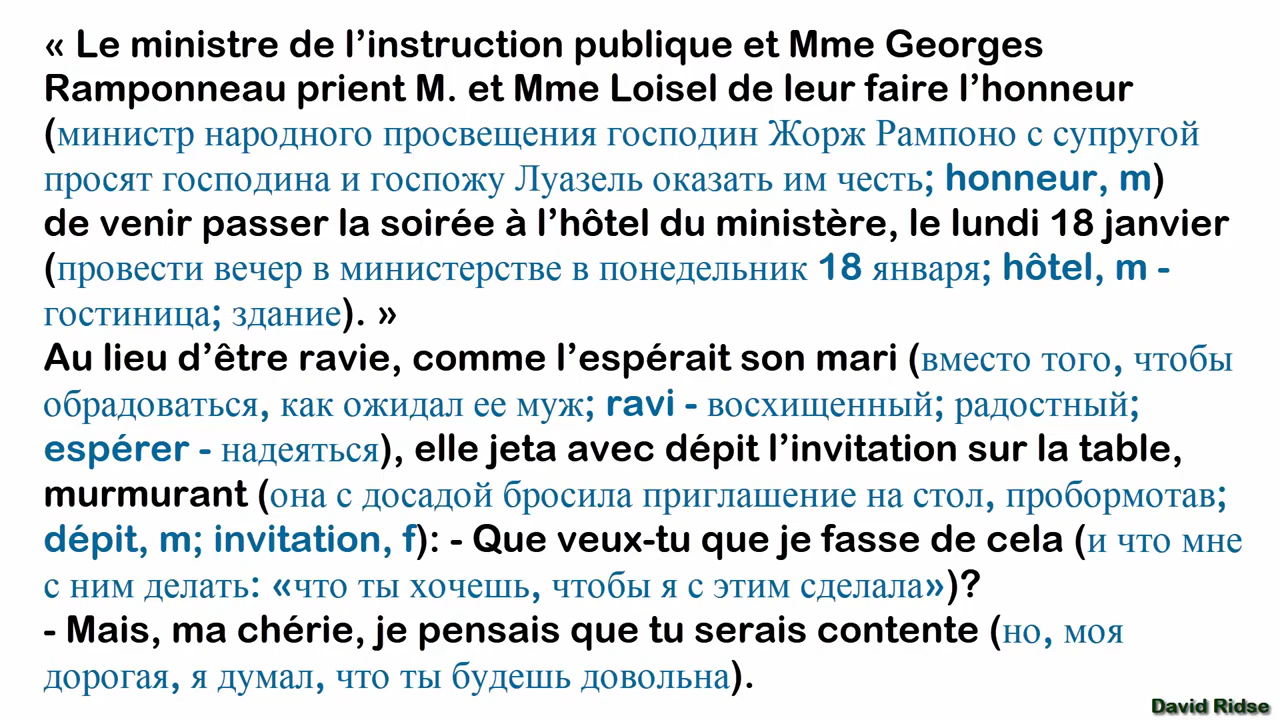 « Le ministre de l’instruction publique et Mme Georges
Ramponneau prient M. et Mme Loisel de leur faire l’honneur
(министр народного просвещения господин Жорж Рампоно с супругой
просят господина и госпожу Луазель оказать им честь; honneur, m)
de venir passer la soirée à l’hôtel du ministère, le lundi 18 janvier
(провести вечер в министерстве в понедельник 18 января; hôtel, m -
гостиница; здание). »
Au lieu d’être ravie, comme l’espérait son mari (вместо того, чтобы
обрадоваться, как ожидал ее муж; ravi - восхищенный; радостный;
espérer - надеяться), elle jeta avec dépit l’invitation sur la table,
murmurant (она с досадой бросила приглашение на стол, пробормотав;
dépit, m; invitation, f): - Que veux-tu que je fasse de cela (и что мне
с ним делать: «что ты хочешь, чтобы я с этим сделала»)?
- Mais, ma chérie, je pensais que tu serais contente (но, моя
дорогая, я думал, что ты будешь довольна).
David Ridse